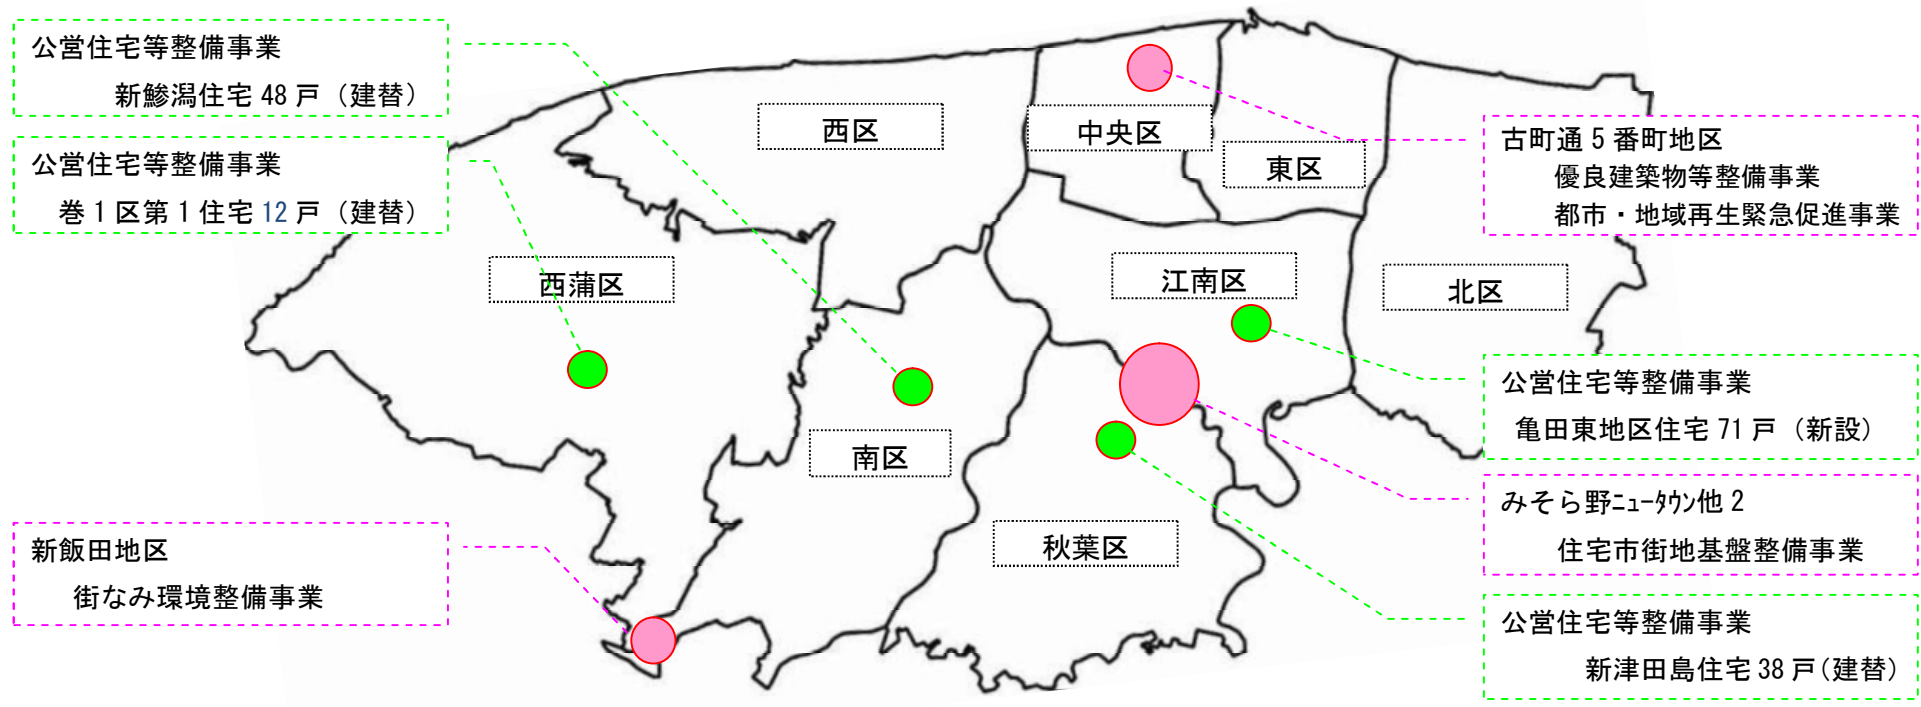 公営住宅等整備事業
新鯵潟住宅 48 戸（建替）
公営住宅等整備事業
巻 1 区第 1 住宅 12 戸（建替）
西区
中央区
東区
古町通 5 番町地区
優良建築物等整備事業
都市・地域再生緊急促進事業
西蒲区
江南区
北区
公営住宅等整備事業
亀田東地区住宅 71 戸（新設）
南区
みそら野ﾆｭｰﾀｳﾝ他 2
住宅市街地基盤整備事業
秋葉区
新飯田地区
街なみ環境整備事業
公営住宅等整備事業
新津田島住宅 38 戸（建替）